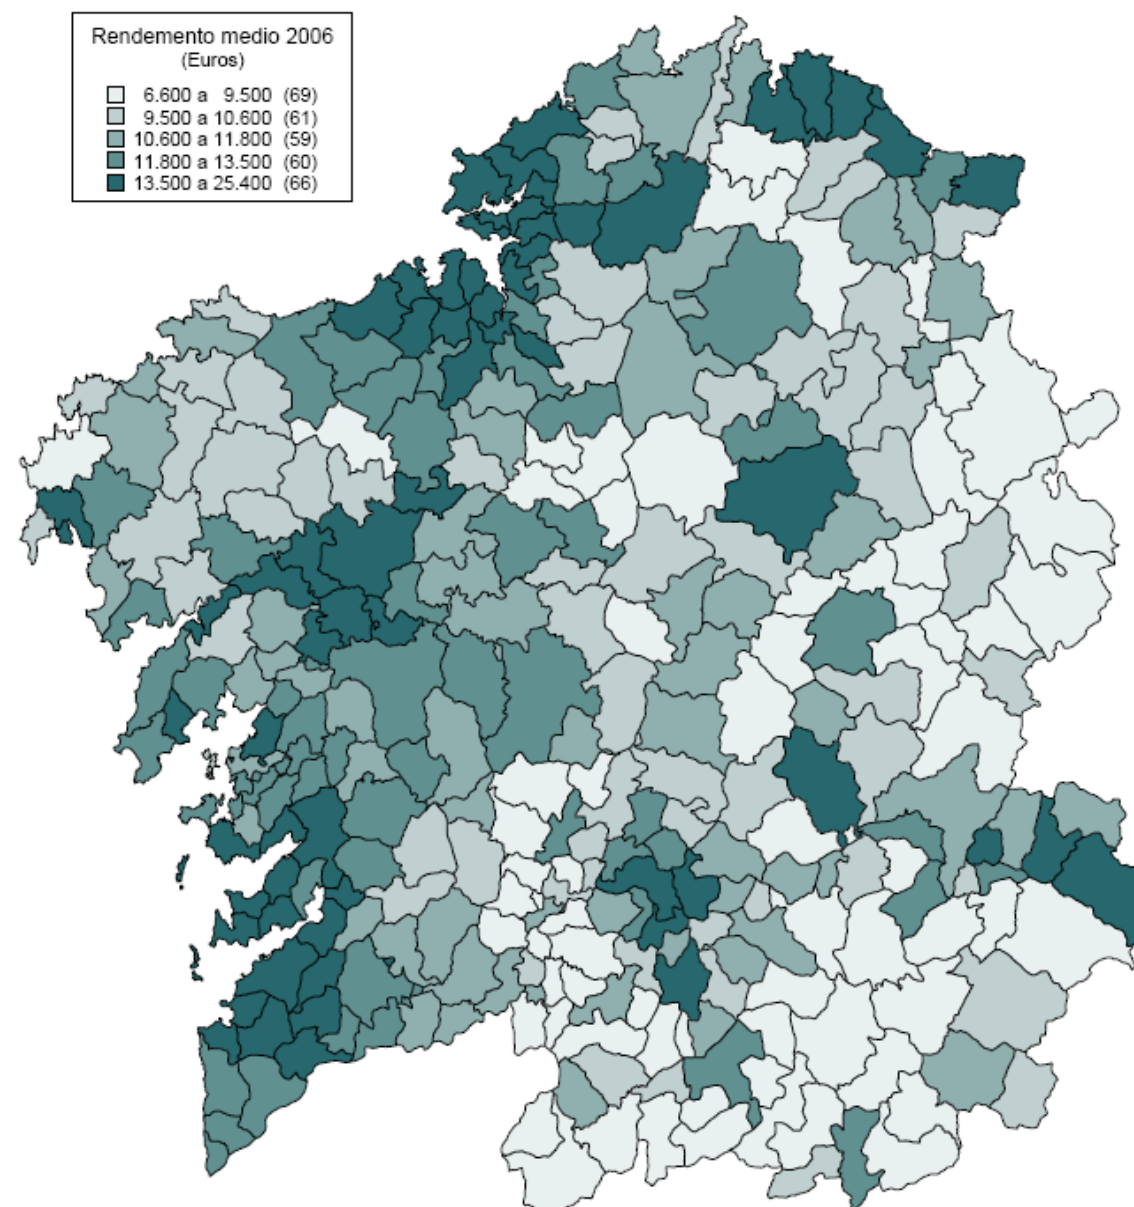 Rendemento medio 2006
(Euros)
6.600 a 9.500 (69)
9.500 a 10.600 (61)
10.600 a 11.800 (59)
11.800 a 13.500 (60)
13.500 a 25.400 (66)